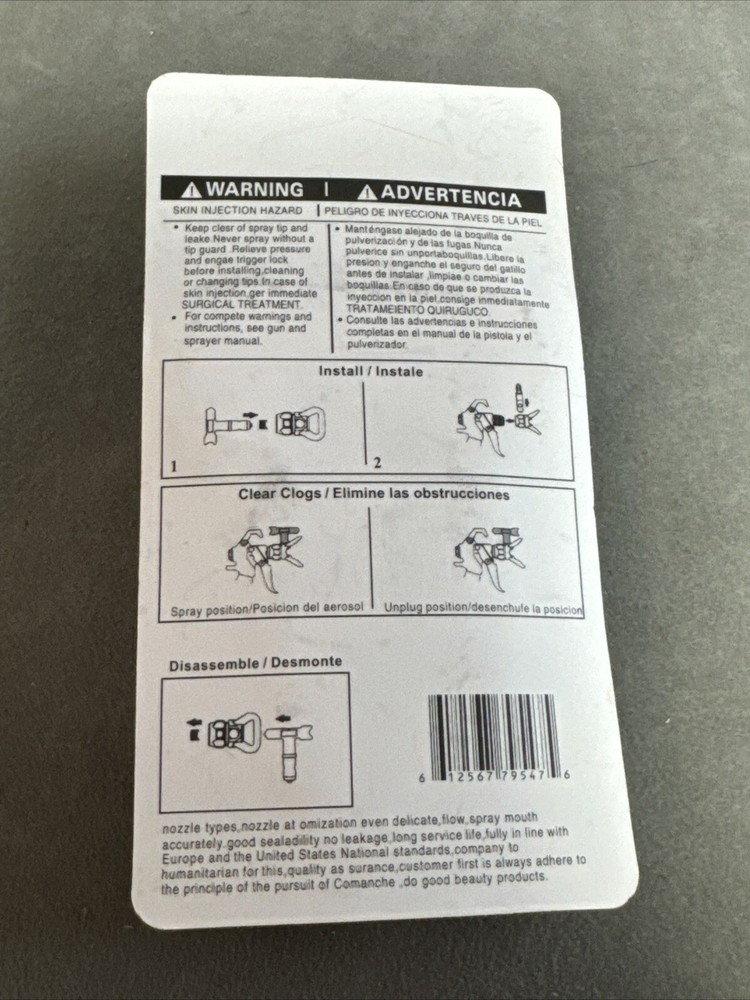 WARNING | ADVERTENCIA
SKIN INJECTION HAZARD | PELIGRO DE INYECCIONA TRAVES DE LA PIEL
• Keep clesr of spray tip and
leake.Never spray without a
tip guard .Relieve pressure
and engae trigger lock
before installing,cleaning
or changing tips.In case of
skin injection,ger immediate
SURGICAL TREATMENT.
• For compete warnings and
instructions, see gun and
sprayer manual.
• Manténgase alejado de la boquilla de
pulverización y de las fugas.Nunca
pulverice sin unportaboquillas.Libere la
presion y enganche el seguro del gatillo
antes de instalar ,limpiae o cambiar las
boquillas.En caso de que se produzca la
inyeccion en la piel,consige inmediatamente
TRATAMEIENTO QUIRUGUCO.
• Consulte las advertencias e instrucciones
completas en el manual de la pistola y el
pulverizador.
Install / Instale
1
2
Clear Clogs / Elimine las obstrucciones
Spray position/Posicion del aerosol
Unplug position/desenchufe la posicion
Disassemble / Desmonte
6 12567 79547 6
nozzle types,nozzle at omization even delicate,flow,spray mouth
accurately.good sealadility no leakage,long service life,fully in line with
Europe and the United States National standards,company to
humanitarian for this,quality as surance,customer first is always adhere to
the principle of the pursuit of Comanche ,do good beauty products.